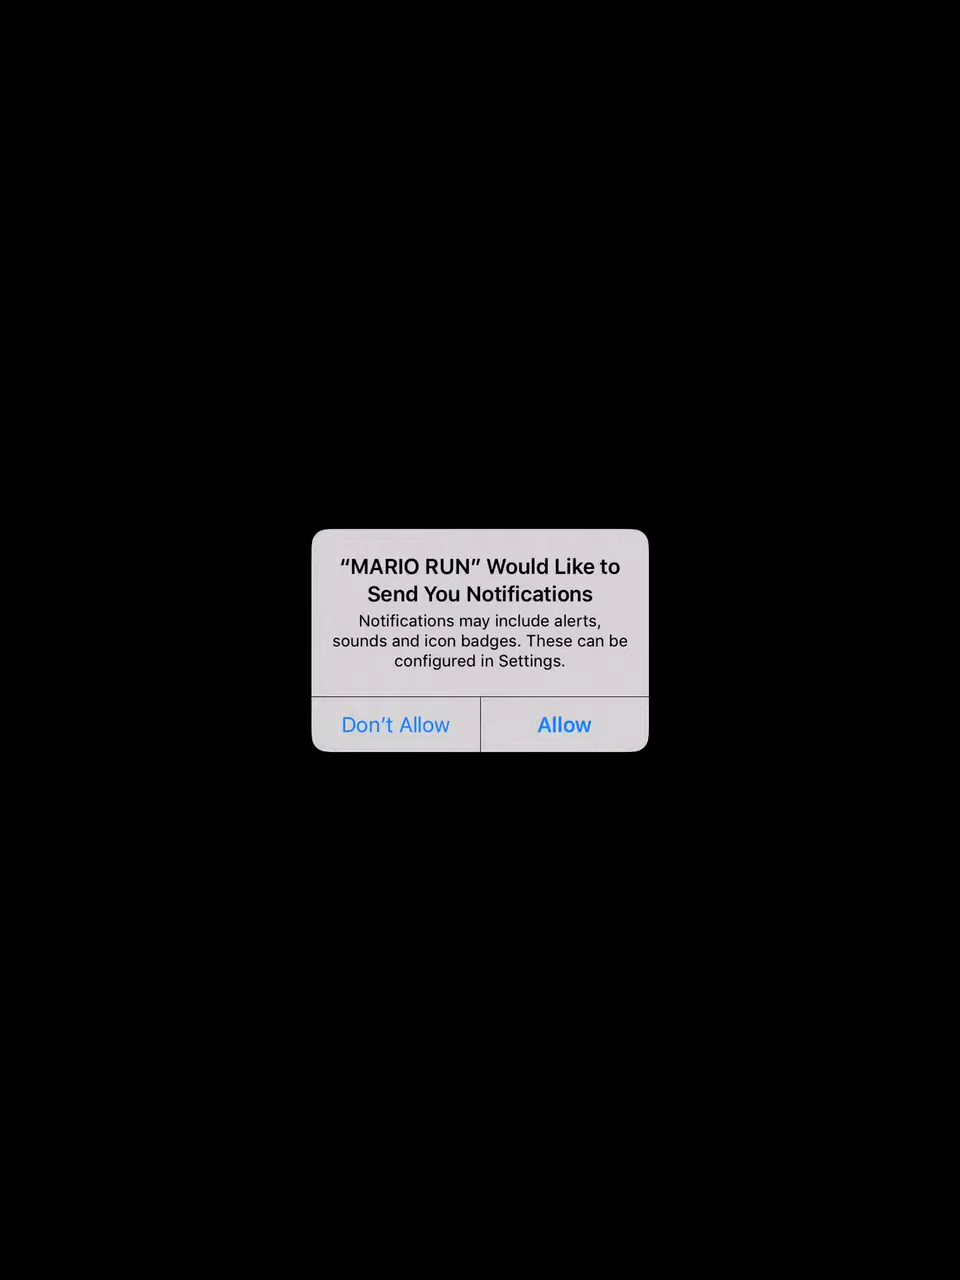 “MARIO RUN” Would Like to
Send You Notifications
Notifications may include alerts,
sounds and icon badges. These can be
configured in Settings.
Don’t Allow
Allow